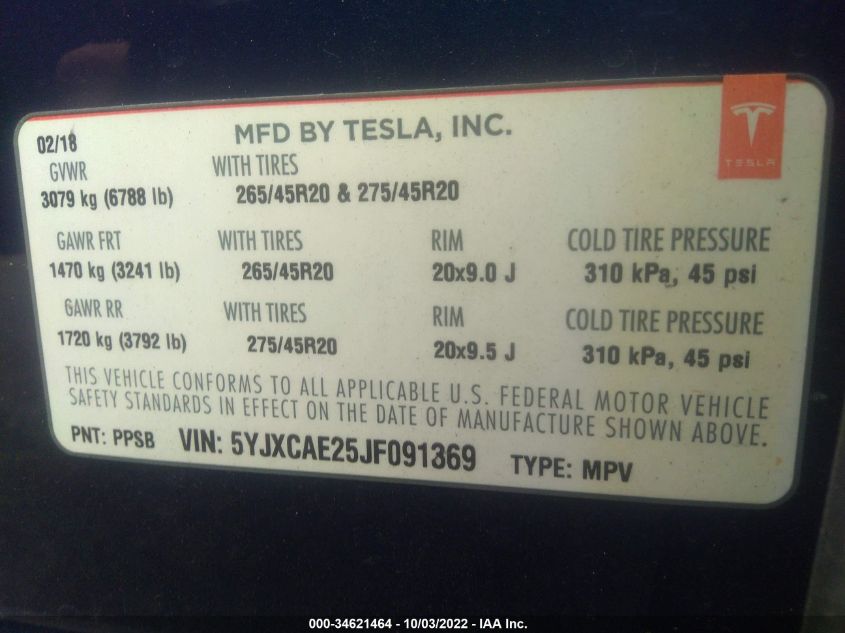 02/18 MFD BY TESLA, INC.
TESLA
GVWR WITH TIRES
3079 kg (6788 lb) 265/45R20 & 275/45R20
GAWR FRT WITH TIRES RIM COLD TIRE PRESSURE
1470 kg (3241 lb) 265/45R20 20x9.0 J 310 kPa, 45 psi
GAWR RR WITH TIRES RIM COLD TIRE PRESSURE
1720 kg (3792 lb) 275/45R20 20x9.5 J 310 kPa, 45 psi
THIS VEHICLE CONFORMS TO ALL APPLICABLE U.S. FEDERAL MOTOR VEHICLE
SAFETY STANDARDS IN EFFECT ON THE DATE OF MANUFACTURE SHOWN ABOVE.
PNT: PPSB VIN: 5YJXCAE25JF091369 TYPE: MPV
000-34621464 - 10/03/2022 - IAA Inc.